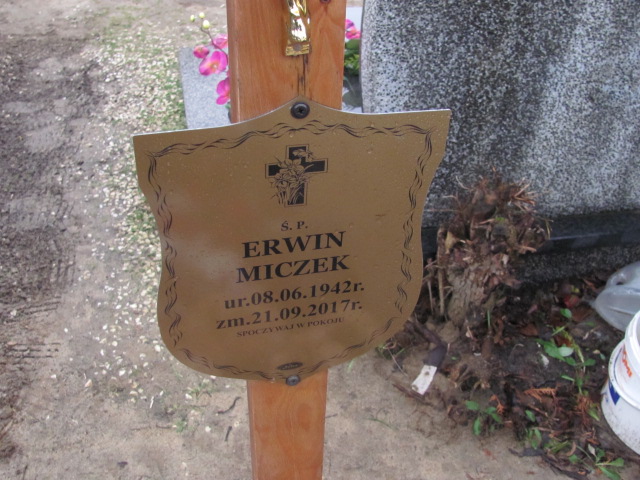 Ś. P.
ERWIN
MICZEK
ur.08.06.1942r.
zm.21.09.2017r.
SPOCZYWAJ W POKOJU